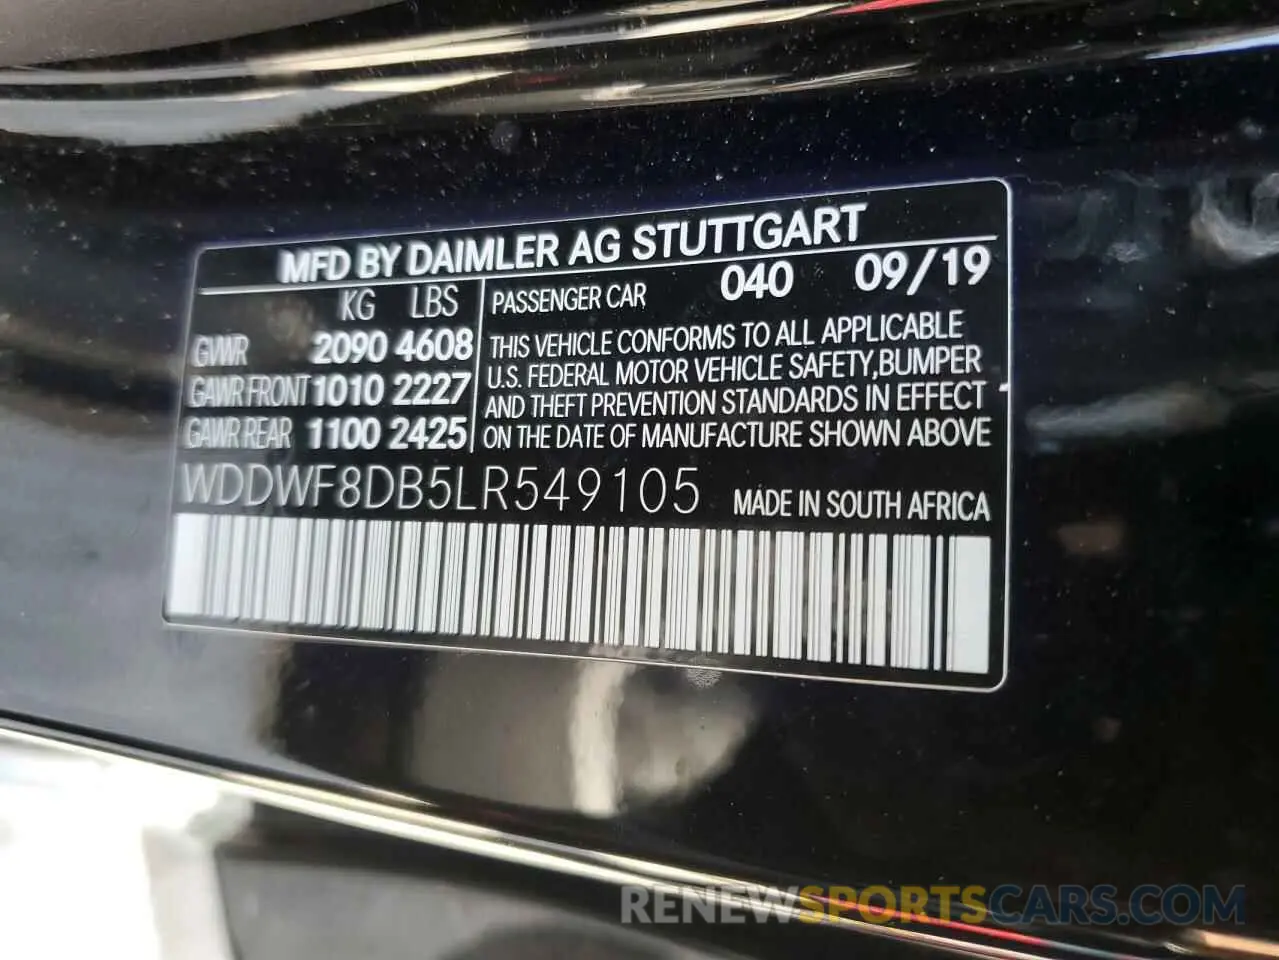 MFD BY DAIMLER AG STUTTGART
KG LBS
GVWR 2090 4608
GAWR FRONT 1010 2227
GAWR REAR 1100 2425
PASSENGER CAR 040 09/19
THIS VEHICLE CONFORMS TO ALL APPLICABLE
U.S. FEDERAL MOTOR VEHICLE SAFETY, BUMPER
AND THEFT PREVENTION STANDARDS IN EFFECT
ON THE DATE OF MANUFACTURE SHOWN ABOVE
WDDWF8DB5LR549105 MADE IN SOUTH AFRICA
RENEWSPORTSCARS.COM